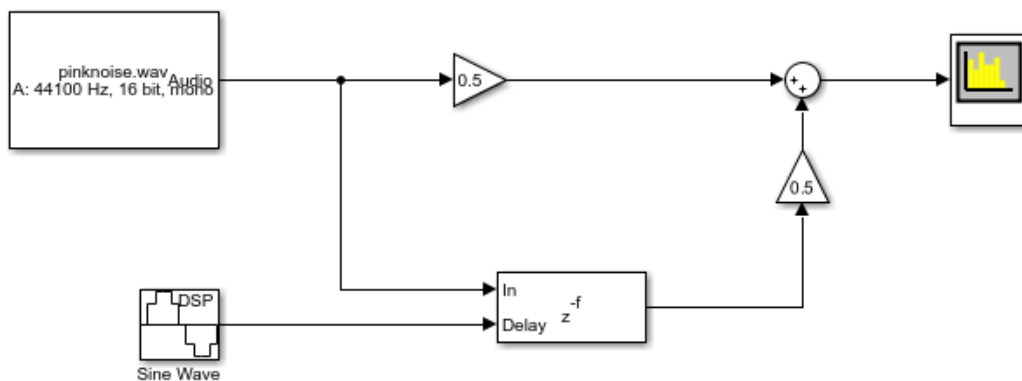 pinknoise.wav
Audio
A: 44100 Hz, 16 bit, mono
0.5
+
+
0.5
In
z-f
Delay
DSP
Sine Wave